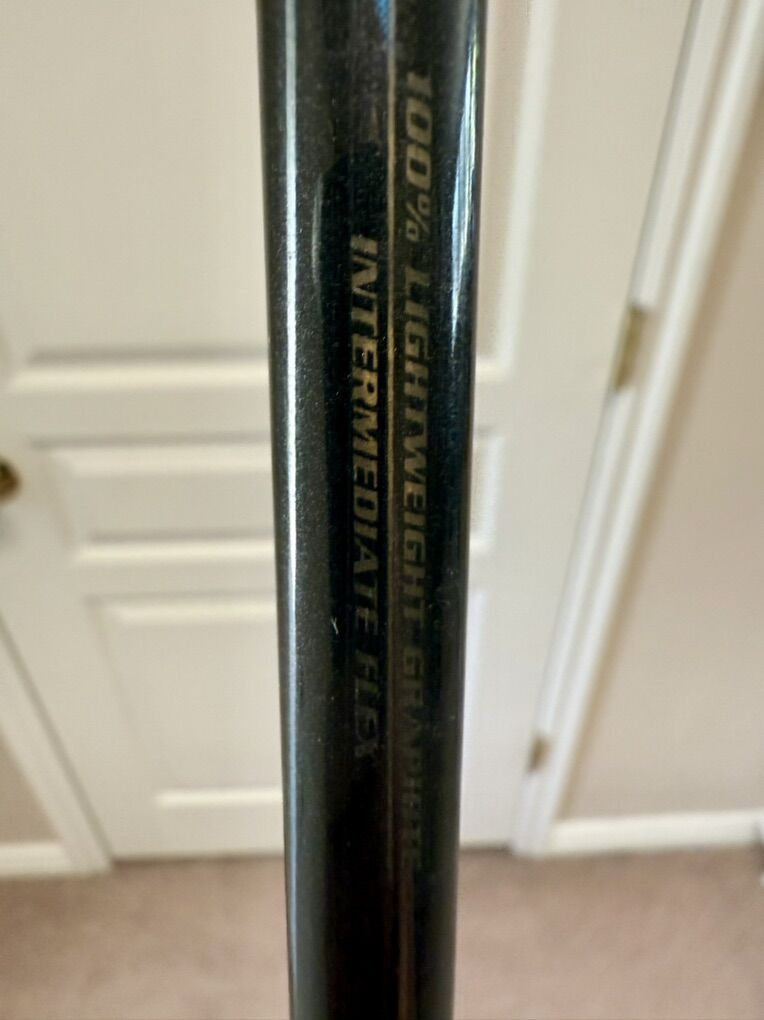 100% LIGHTWEIGHT GRAPHITE
INTERMEDIATE FLEX